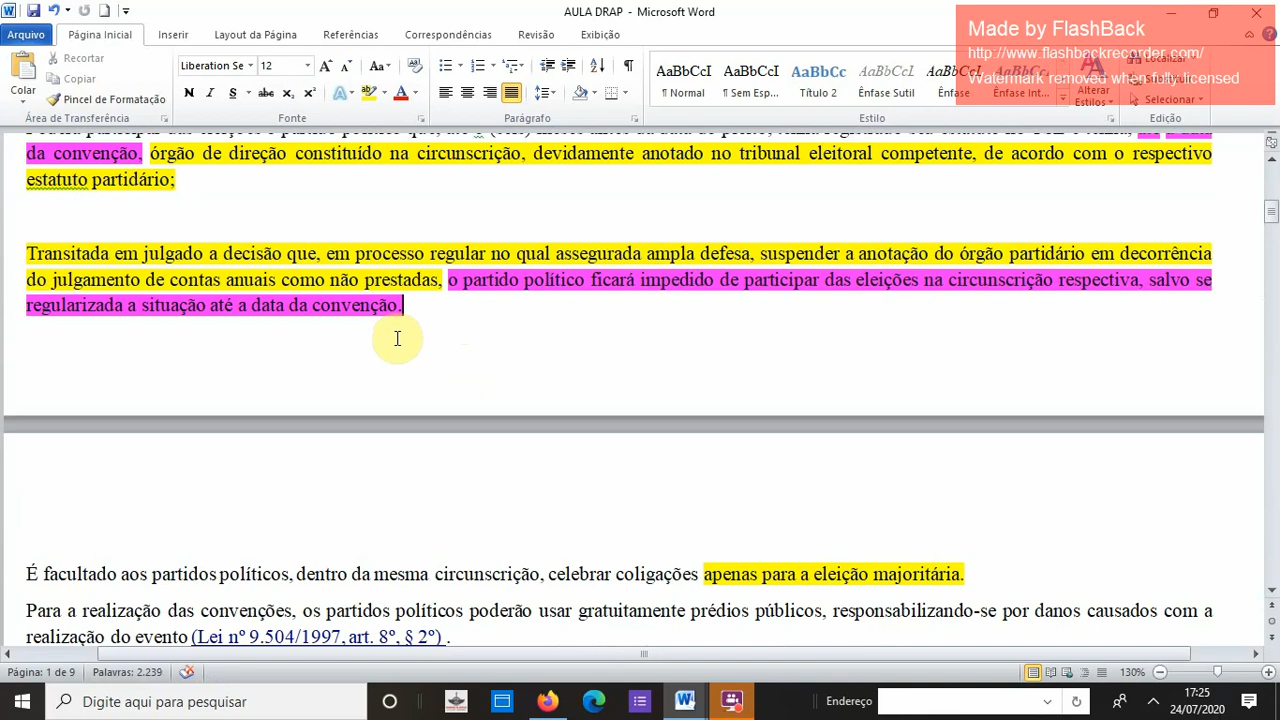 AULA DRAP - Microsoft Word
Made by FlashBack
http://www.flashbackrecorder.com/
Watermark removed when fully licensed
Arquivo Página Inicial Inserir Layout da Página Referências Correspondências Revisão Exibição
Colar
Recortar
Copiar
Pincel de Formatação
Área de Transferência
Liberation Se 12
N I S abc
Fonte
Parágrafo
AaBbCcI AaBbCcI AaBbCc AaBbCcI AaBbCcI AaBbCcI
¶ Normal ¶ Sem Esp... Título 2 Ênfase Sutil Ênfase Ênfase Int...
Alterar
Estilos
Estilo
Localizar
Selecionar
Edição
da convenção, órgão de direção constituído na circunscrição, devidamente anotado no tribunal eleitoral competente, de acordo com o respectivo
estatuto partidário;
Transitada em julgado a decisão que, em processo regular no qual assegurada ampla defesa, suspender a anotação do órgão partidário em decorrência
do julgamento de contas anuais como não prestadas, o partido político ficará impedido de participar das eleições na circunscrição respectiva, salvo se
regularizada a situação até a data da convenção.
É facultado aos partidos políticos, dentro da mesma circunscrição, celebrar coligações apenas para a eleição majoritária.
Para a realização das convenções, os partidos políticos poderão usar gratuitamente prédios públicos, responsabilizando-se por danos causados com a
realização do evento (Lei nº 9.504/1997, art. 8º, § 2º) .
Página: 1 de 9 Palavras: 2.239 130%
Digite aqui para pesquisar
Endereço
17:25
24/07/2020